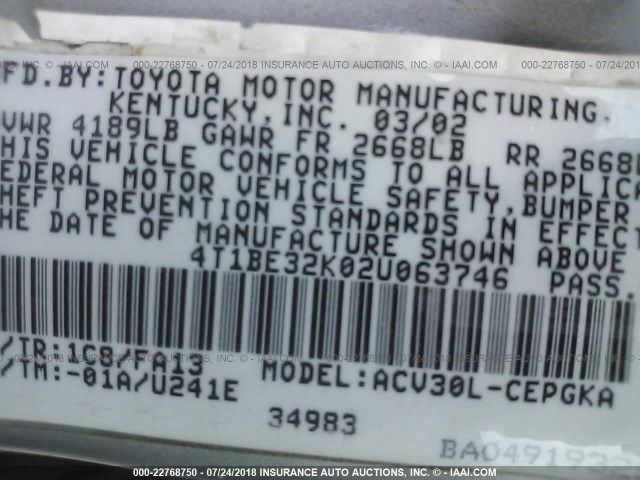 000-22768750 - 07/24/2018 INSURANCE AUTO AUCTIONS, INC. - © IAAI.COM
FD.BY:TOYOTA MOTOR MANUFACTURING.
KENTUCKY,INC. 03/02
VWR 4189LB GAWR FR 2668LB RR 2668
HIS VEHICLE CONFORMS TO ALL APPLIC
EDERAL MOTOR VEHICLE SAFETY,BUMPER
HEFT PREVENTION STANDARDS IN EFFE
HE DATE OF MANUFACTURE SHOWN ABOVE
4T1BE32K02U063746 PASS.
/TR:1C8/FA13
/TM:-01A/U241E
MODEL:ACV30L-CEPGKA
34983
BA0491
000-22768750 - 07/24/2018 INSURANCE AUTO AUCTIONS, INC. - © IAAI.COM